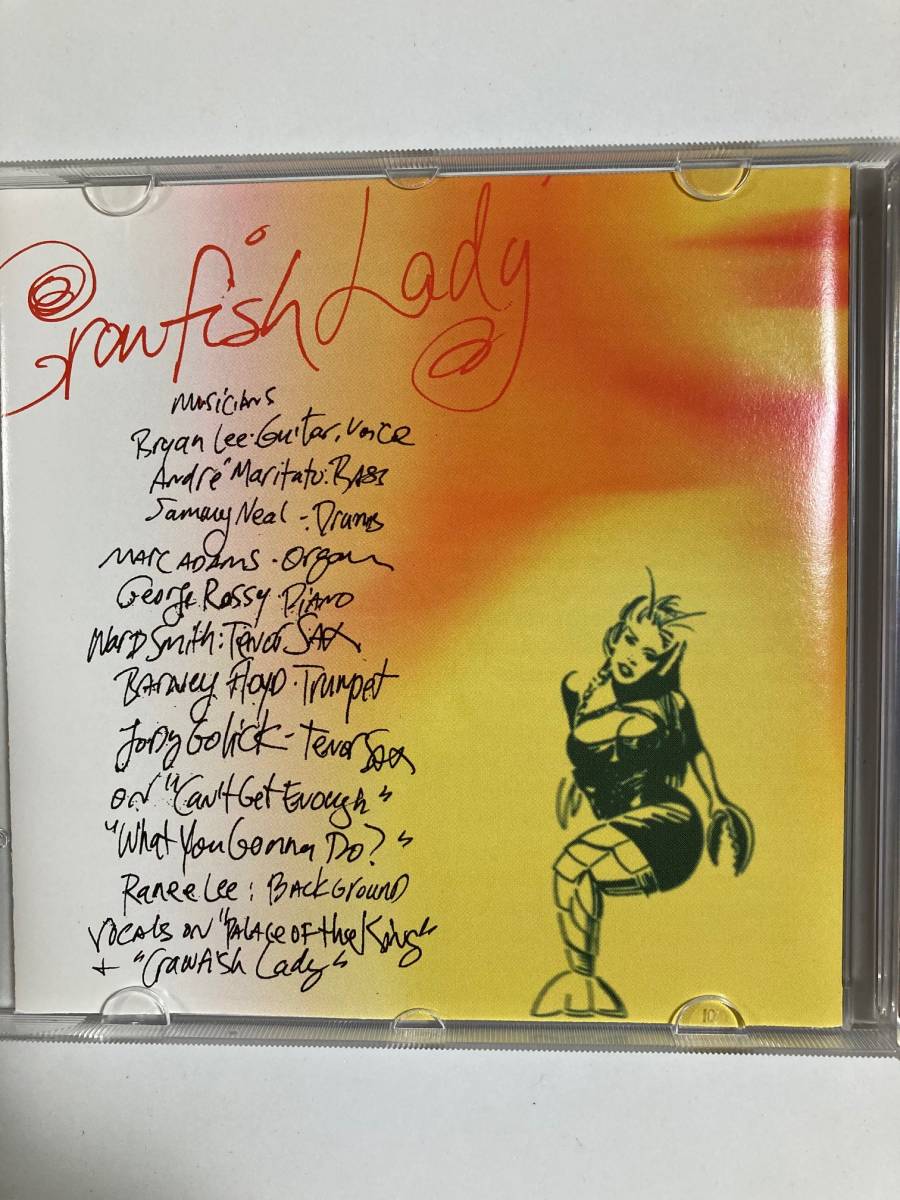 Crawfish Lady
Musicians
Bryan Lee: Guitar, Voice
André Maritato: Bass
Sammy Neal - Drums
Marc Adams - Organ
George Rossy - Piano
Ward Smith: Tenor Sax
Barney Floyd - Trumpet
Jody Golick - Tenor Sax
on "Can't Get Enough"
"What You Gonna Do?"
Ranee Lee: Background
Vocals on "Palace of the King"
+ "Crawfish Lady"
10